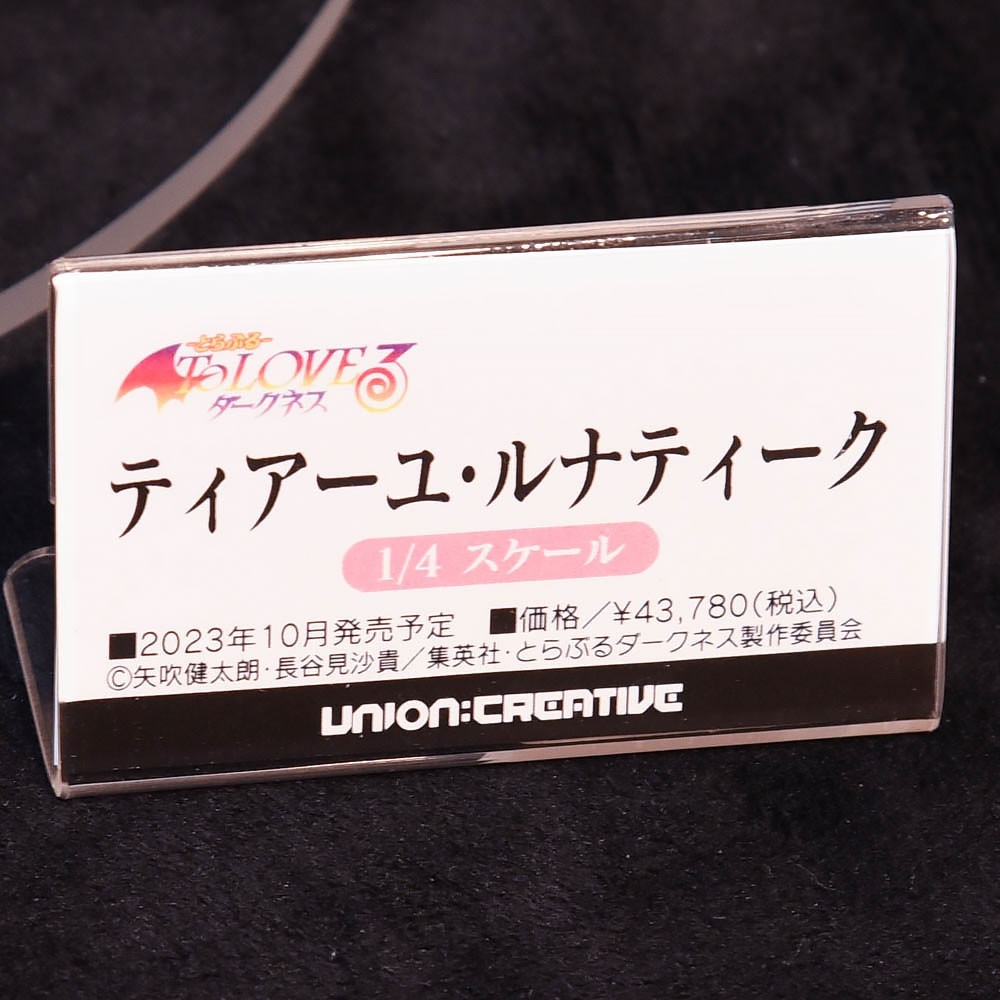 -とらぶる-
ToLOVEる
ダークネス
ティアーユ・ルナティーク
1/4 スケール
■2023年10月発売予定 ■価格／¥43,780(税込)
©矢吹健太朗・長谷見沙貴／集英社・とらぶるダークネス製作委員会
UNION:CREATIVE